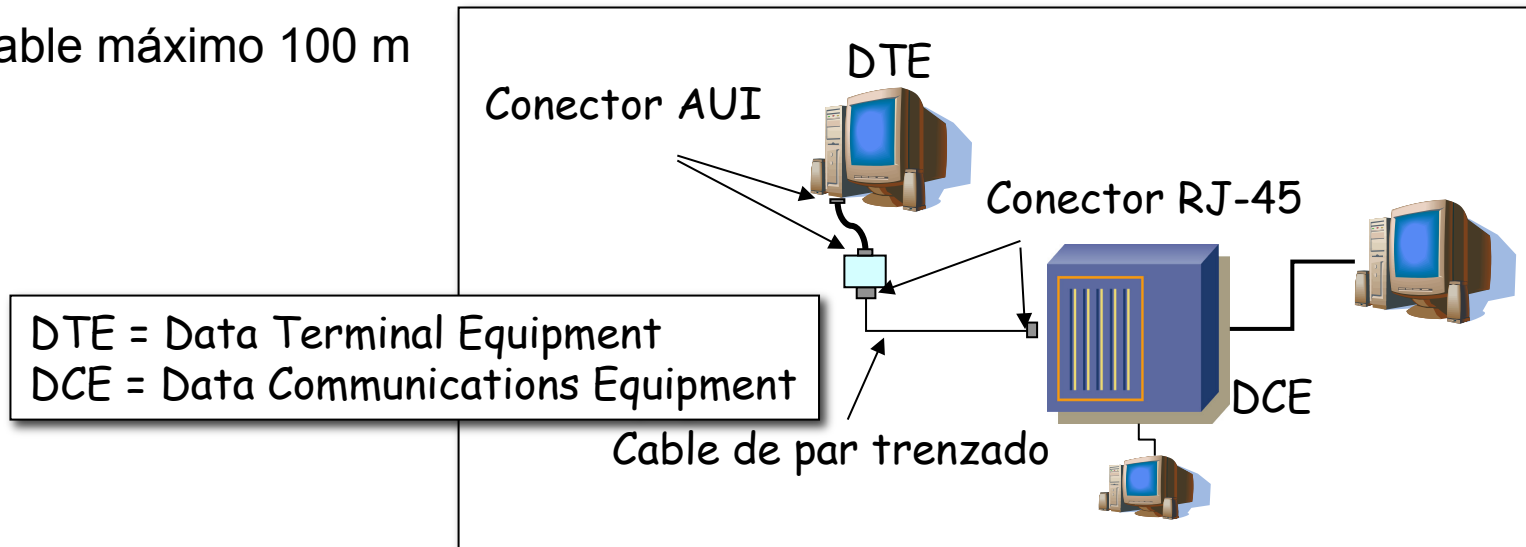 able máximo 100 m
DTE
Conector AUI
Conector RJ-45
DTE = Data Terminal Equipment
DCE = Data Communications Equipment
DCE
Cable de par trenzado